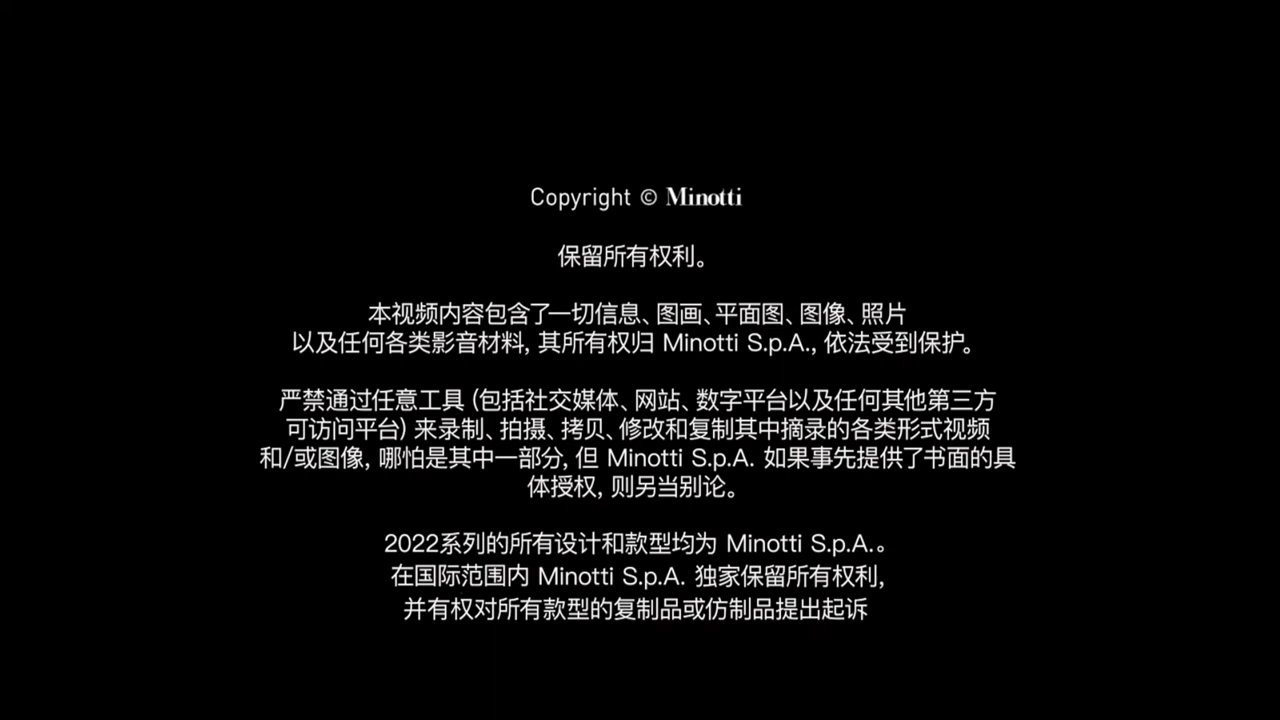 Copyright © Minotti
保留所有权利。
本视频内容包含了一切信息、图画、平面图、图像、照片
以及任何各类影音材料, 其所有权归 Minotti S.p.A., 依法受到保护。
严禁通过任意工具 (包括社交媒体、网站、数字平台以及任何其他第三方
可访问平台) 来录制、拍摄、拷贝、修改和复制其中摘录的各类形式视频
和/或图像, 哪怕是其中一部分, 但 Minotti S.p.A. 如果事先提供了书面的具
体授权, 则另当别论。
2022系列的所有设计和款型均为 Minotti S.p.A.。
在国际范围内 Minotti S.p.A. 独家保留所有权利,
并有权对所有款型的复制品或仿制品提出起诉